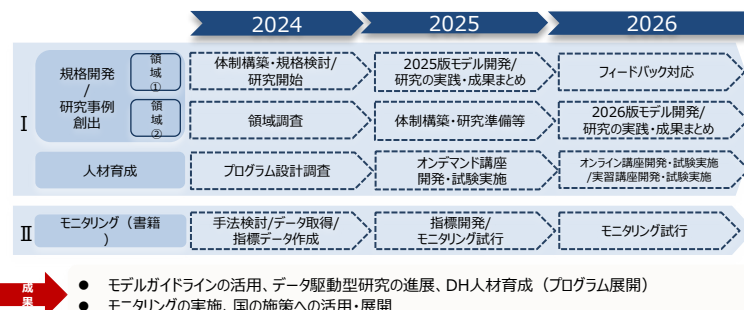 2024
2025
2026
Ⅰ
規格開発
/
研究事例
創出
領
域
①
体制構築・規格検討/
研究開始
2025版モデル開発/
研究の実践・成果まとめ
フィードバック対応
領
域
②
領域調査
体制構築・研究準備等
2026版モデル開発/
研究の実践・成果まとめ
人材育成
プログラム設計調査
オンデマンド講座
開発・試験実施
オンライン講座開発・試験実施
/実習講座開発・試験実施
Ⅱ
モニタリング（書籍
）
手法検討/データ取得/
指標データ作成
指標開発/
モニタリング試行
モニタリング試行
成
果
● モデルガイドラインの活用、データ駆動型研究の進展、DH人材育成（プログラム展開）
● モニタリングの実施、国の施策への活用・展開